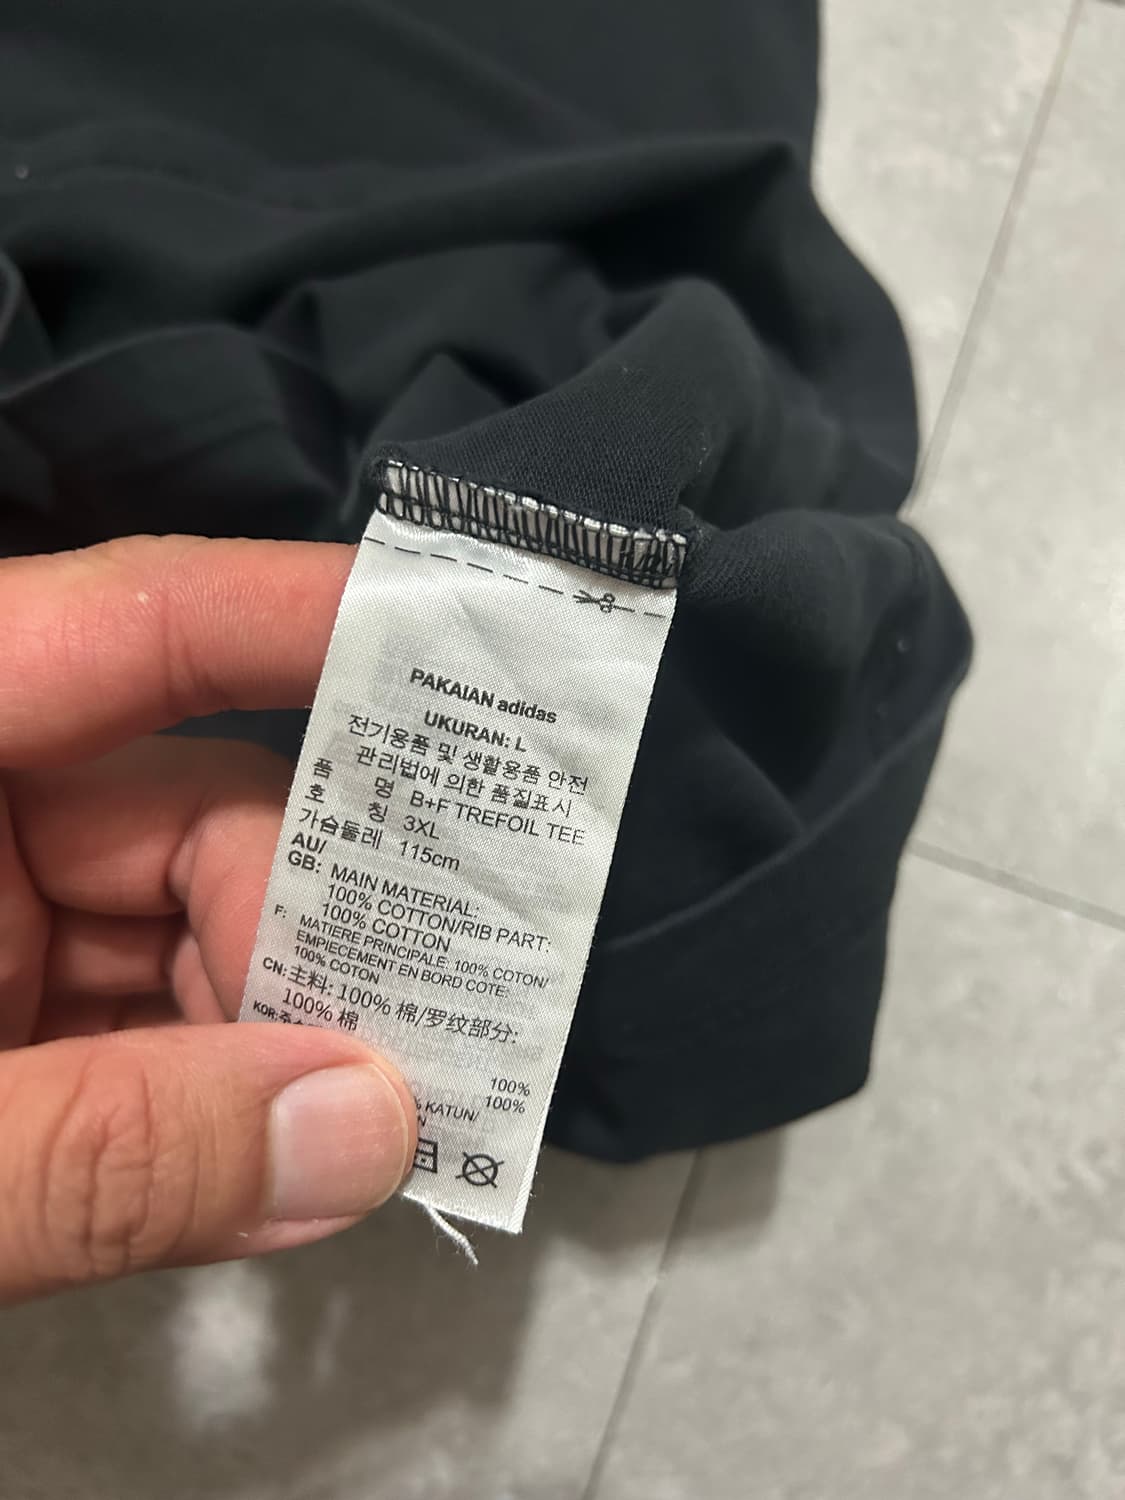 PAKAIAN adidas
UKURAN: L
전기용품 및 생활용품 안전
관리법에 의한 품질표시
품 명 B+F TREFOIL TEE
호 칭 3XL
가슴둘레 115cm
AU/
GB: MAIN MATERIAL:
100% COTTON/RIB PART:
100% COTTON
F: MATIERE PRINCIPALE: 100% COTON/
EMPIECEMENT EN BORD COTE:
100% COTON
CN: 主料: 100% 棉/罗纹部分:
100% 棉
KOR:
100%
100%
% KATUN/